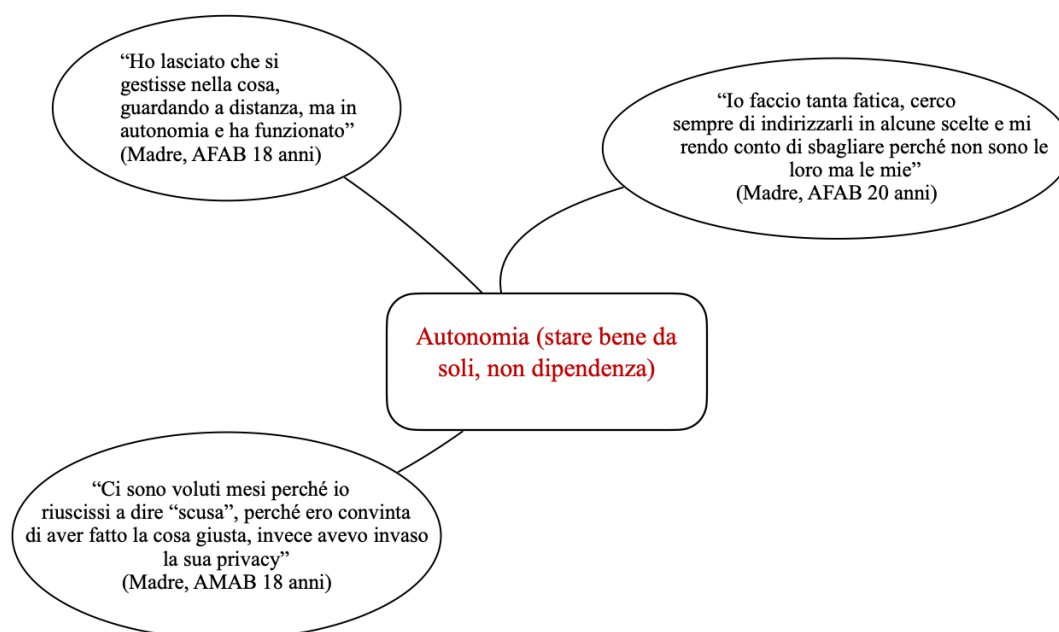 “Ho lasciato che si
gestisse nella cosa,
guardando a distanza, ma in
autonomia e ha funzionato”
(Madre, AFAB 18 anni)
“Io faccio tanta fatica, cerco
sempre di indirizzarli in alcune scelte e mi
rendo conto di sbagliare perché non sono le
loro ma le mie”
(Madre, AFAB 20 anni)
Autonomia (stare bene da
soli, non dipendenza)
“Ci sono voluti mesi perché io
riuscissi a dire “scusa”, perché ero convinta
di aver fatto la cosa giusta, invece avevo invaso
la sua privacy”
(Madre, AMAB 18 anni)